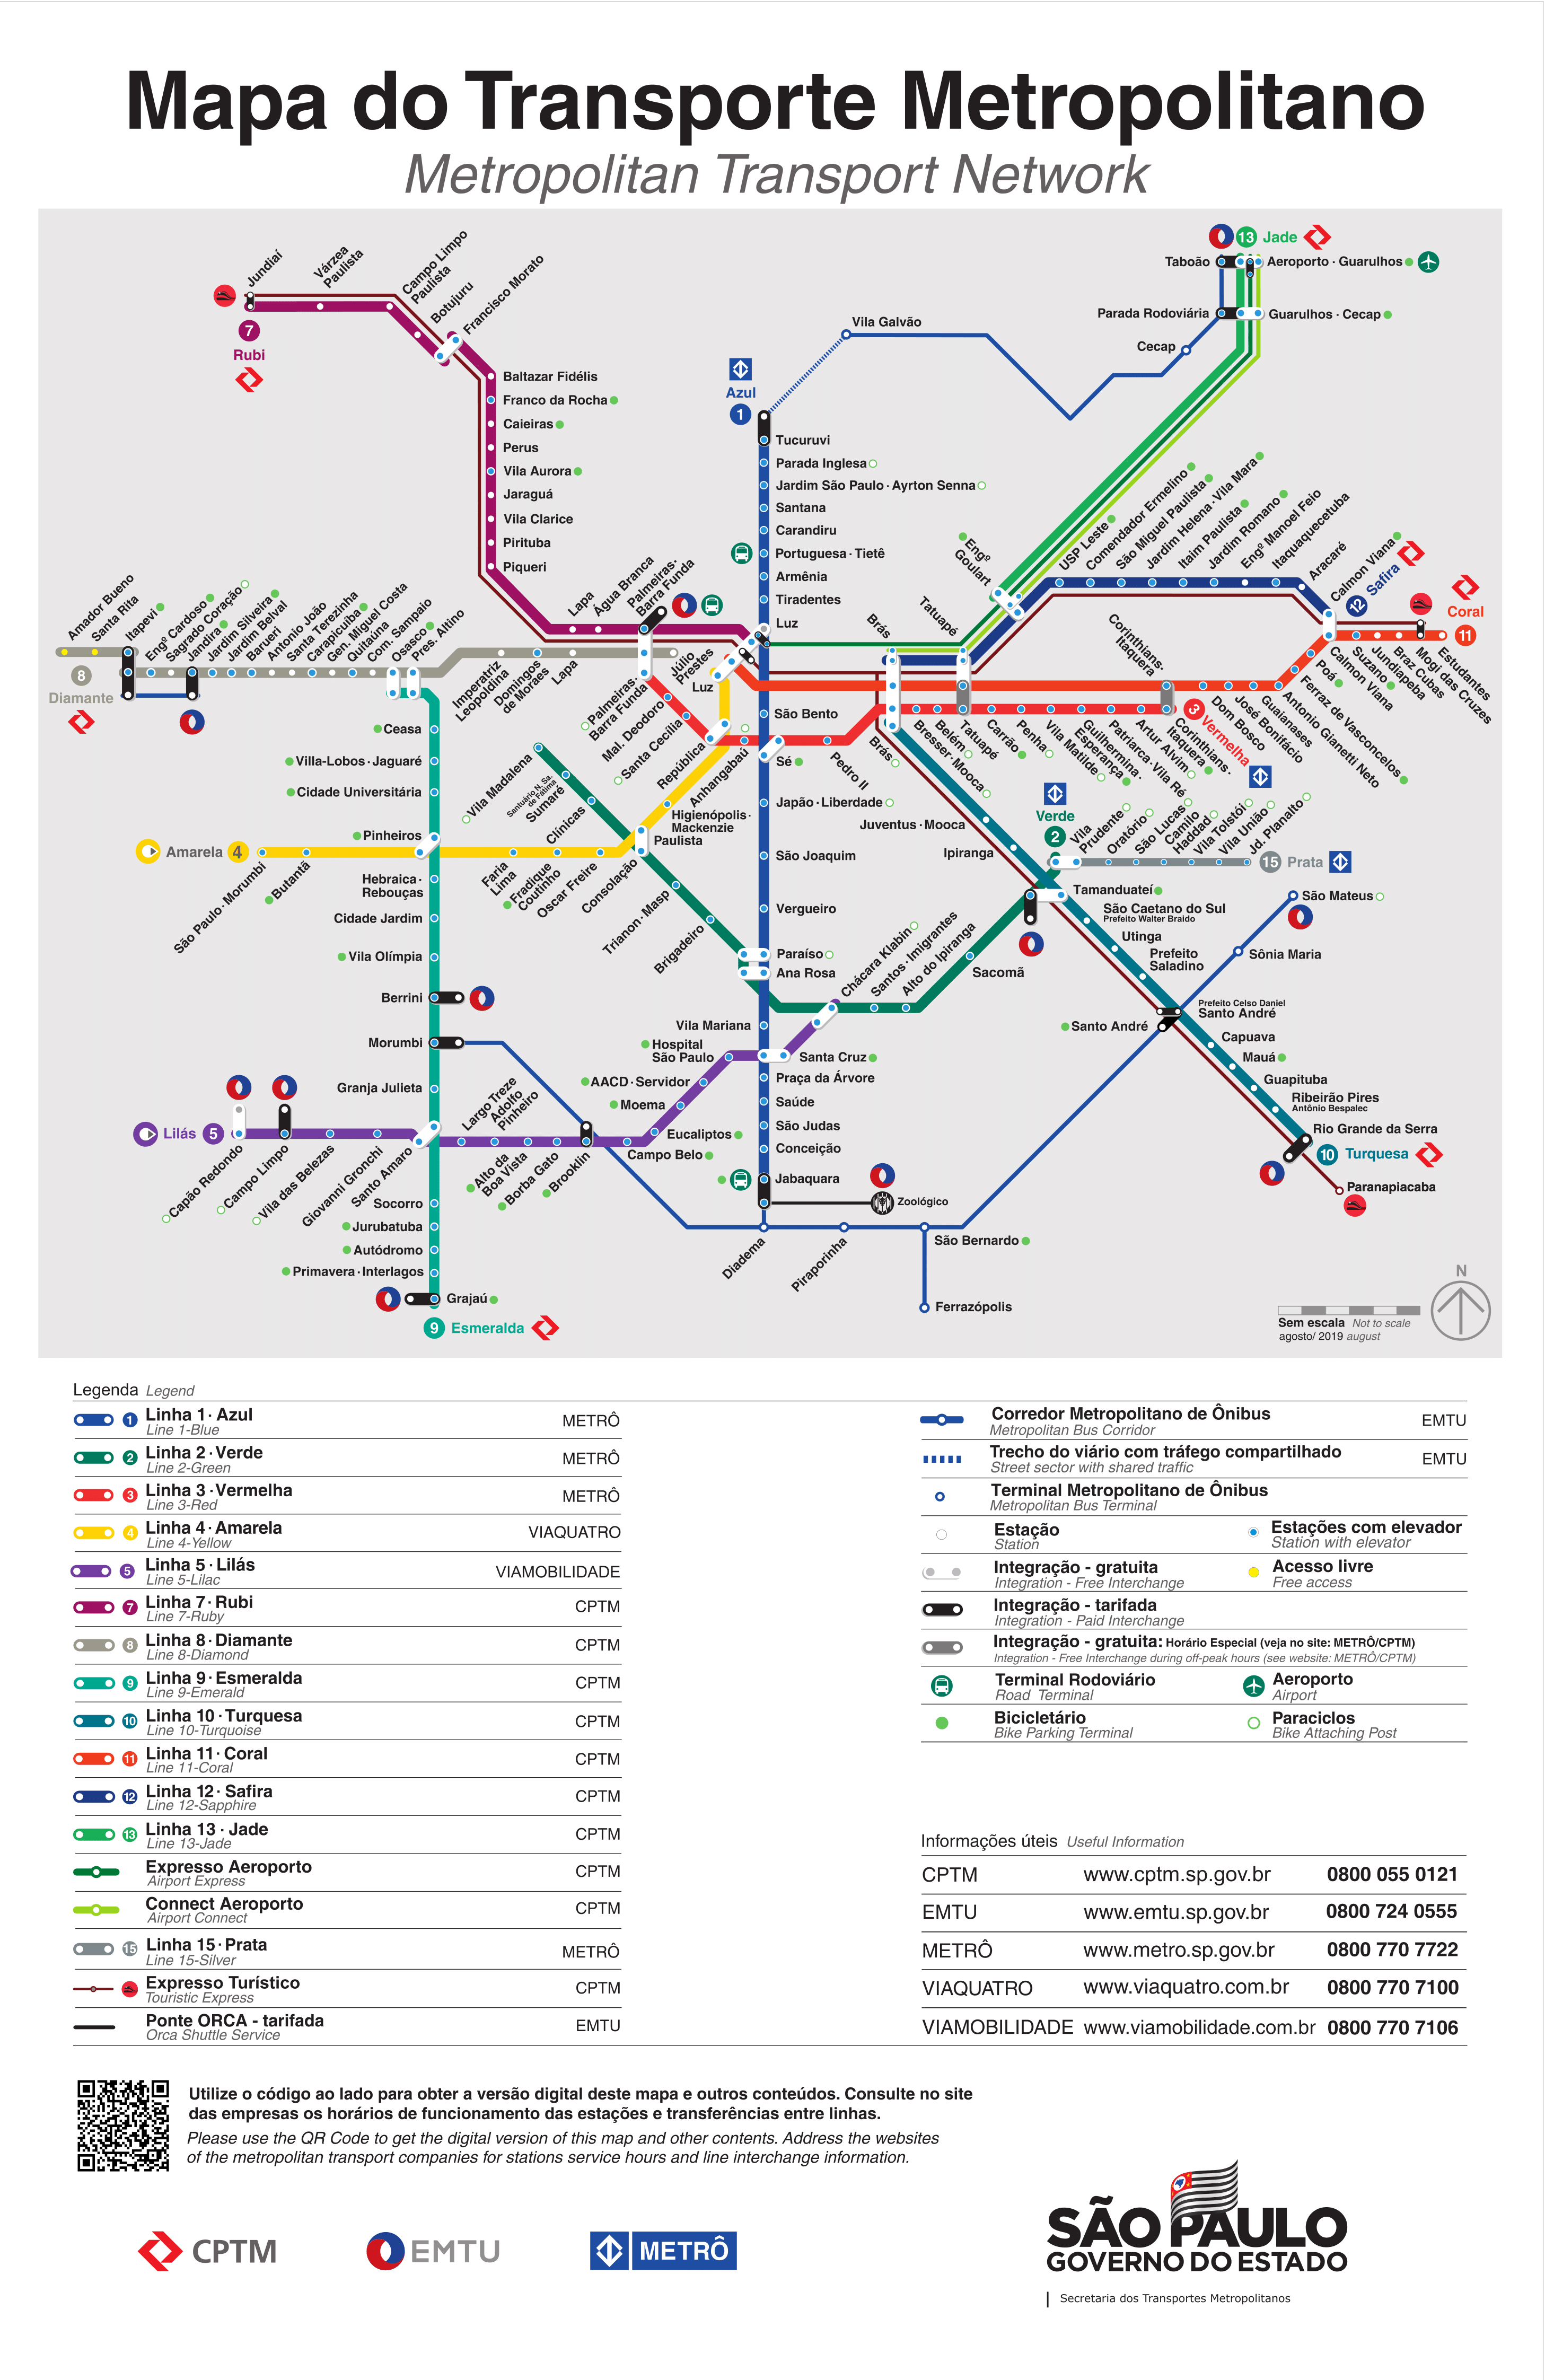 Mapa do Transporte Metropolitano
Metropolitan Transport Network
Jundiaí
Várzea
Paulista
Campo Limpo
Paulista
Botujuru
Francisco Morato
7
Rubi
Baltazar Fidélis
Franco da Rocha
Caieiras
Perus
Vila Aurora
Jaraguá
Vila Clarice
Pirituba
Piqueri
Lapa
Água Branca
Palmeiras-
Barra Funda
Azul
1
Tucuruvi
Parada Inglesa
Jardim São Paulo · Ayrton Senna
Santana
Carandiru
Portuguesa · Tietê
Armênia
Tiradentes
Luz
Vila Galvão
13 Jade
Taboão
Aeroporto · Guarulhos
Parada Rodoviária
Guarulhos · Cecap
Cecap
Engº
Goulart
USP Leste
Comendador Ermelino
São Miguel Paulista
Jardim Helena · Vila Mara
Itaim Paulista
Jardim Romano
Engº Manoel Feio
Itaquaquecetuba
Aracaré
Calmon Viana
12 Safira
Coral
11
Amador Bueno
Santa Rita
Itapevi
Engº Cardoso
Sagrado Coração
Jandira
Jardim Silveira
Jardim Belval
Barueri
Antonio João
Santa Terezinha
Carapicuíba
Gen. Miguel Costa
Quitaúna
Com. Sampaio
Osasco
Pres. Altino
8
Diamante
Imperatriz
Leopoldina
Domingos
de Moraes
Lapa
Júlio
Prestes
Luz
Palmeiras-
Barra Funda
Mal. Deodoro
Santa Cecília
República
Anhangabaú
São Bento
Sé
Pedro II
Brás
Tatuapé
Brás
Bresser · Mooca
Belém
Tatuapé
Carrão
Penha
Vila Matilde
Guilhermina ·
Esperança
Patriarca · Vila Ré
Artur Alvim
Corinthians-
Itaquera
Corinthians-
Itaquera
3
Vermelha
Dom Bosco
José Bonifácio
Guaianases
Antonio Gianetti Neto
Ferraz de Vasconcelos
Poá
Calmon Viana
Suzano
Jundiapeba
Braz Cubas
Mogi das Cruzes
Estudantes
Ceasa
Villa-Lobos · Jaguaré
Cidade Universitária
Pinheiros
Hebraica ·
Rebouças
Cidade Jardim
Vila Olímpia
Berrini
Morumbi
Granja Julieta
Santo Amaro
Socorro
Jurubatuba
Autódromo
Primavera · Interlagos
Grajaú
9 Esmeralda
Amarela 4
São Paulo · Morumbi
Butantã
Faria
Lima
Fradique
Coutinho
Oscar Freire
Higienópolis ·
Mackenzie
Paulista
Vila Madalena
Santuário N. Sa.
de Fátima
Sumaré
Clínicas
Consolação
Trianon · Masp
Brigadeiro
Japão · Liberdade
São Joaquim
Vergueiro
Paraíso
Ana Rosa
Vila Mariana
Santa Cruz
Praça da Árvore
Saúde
São Judas
Conceição
Jabaquara
Zoológico
Chácara Klabin
Santos · Imigrantes
Alto do Ipiranga
Sacomã
Tamanduateí
Verde
2
Vila
Prudente
Oratório
São Lucas
Camilo
Haddad
Vila Tolstói
Vila União
Jd. Planalto
15 Prata
Juventus · Mooca
Ipiranga
São Caetano do Sul
Prefeito Walter Braido
Utinga
Prefeito
Saladino
Prefeito Celso Daniel
Santo André
Santo André
Capuava
Mauá
Guapituba
Ribeirão Pires
Antônio Bespalec
Rio Grande da Serra
10 Turquesa
Paranapiacaba
São Mateus
Sônia Maria
Lilás 5
Capão Redondo
Campo Limpo
Vila das Belezas
Giovanni Gronchi
Largo Treze
Adolfo
Pinheiro
Alto da
Boa Vista
Borba Gato
Brooklin
Campo Belo
Eucaliptos
Moema
AACD · Servidor
Hospital
São Paulo
Diadema
Piraporinha
São Bernardo
Ferrazópolis
N
Sem escala Not to scale
agosto/ 2019 august
Legenda Legend
1 Linha 1 · Azul METRÔ
Line 1-Blue
2 Linha 2 · Verde METRÔ
Line 2-Green
3 Linha 3 · Vermelha METRÔ
Line 3-Red
4 Linha 4 · Amarela VIAQUATRO
Line 4-Yellow
5 Linha 5 · Lilás VIAMOBILIDADE
Line 5-Lilac
7 Linha 7 · Rubi CPTM
Line 7-Ruby
8 Linha 8 · Diamante CPTM
Line 8-Diamond
9 Linha 9 · Esmeralda CPTM
Line 9-Emerald
10 Linha 10 · Turquesa CPTM
Line 10-Turquoise
11 Linha 11 · Coral CPTM
Line 11-Coral
12 Linha 12 · Safira CPTM
Line 12-Sapphire
13 Linha 13 · Jade CPTM
Line 13-Jade
Expresso Aeroporto CPTM
Airport Express
Connect Aeroporto CPTM
Airport Connect
15 Linha 15 · Prata METRÔ
Line 15-Silver
Expresso Turístico CPTM
Touristic Express
Ponte ORCA - tarifada EMTU
Orca Shuttle Service
Corredor Metropolitano de Ônibus EMTU
Metropolitan Bus Corridor
Trecho do viário com tráfego compartilhado EMTU
Street sector with shared traffic
Terminal Metropolitano de Ônibus
Metropolitan Bus Terminal
Estação
Station
Estações com elevador
Station with elevator
Integração - gratuita
Integration - Free Interchange
Acesso livre
Free access
Integração - tarifada
Integration - Paid Interchange
Integração - gratuita: Horário Especial (veja no site: METRÔ/CPTM)
Integration - Free Interchange during off-peak hours (see website: METRÔ/CPTM)
Terminal Rodoviário
Road Terminal
Aeroporto
Airport
Bicicletário
Bike Parking Terminal
Paraciclos
Bike Attaching Post
Informações úteis Useful Information
CPTM www.cptm.sp.gov.br 0800 055 0121
EMTU www.emtu.sp.gov.br 0800 724 0555
METRÔ www.metro.sp.gov.br 0800 770 7722
VIAQUATRO www.viaquatro.com.br 0800 770 7100
VIAMOBILIDADE www.viamobilidade.com.br 0800 770 7106
Utilize o código ao lado para obter a versão digital deste mapa e outros conteúdos. Consulte no site
das empresas os horários de funcionamento das estações e transferências entre linhas.
Please use the QR Code to get the digital version of this map and other contents. Address the websites
of the metropolitan transport companies for stations service hours and line interchange information.
CPTM
EMTU
METRÔ
SÃO PAULO
GOVERNO DO ESTADO
Secretaria dos Transportes Metropolitanos